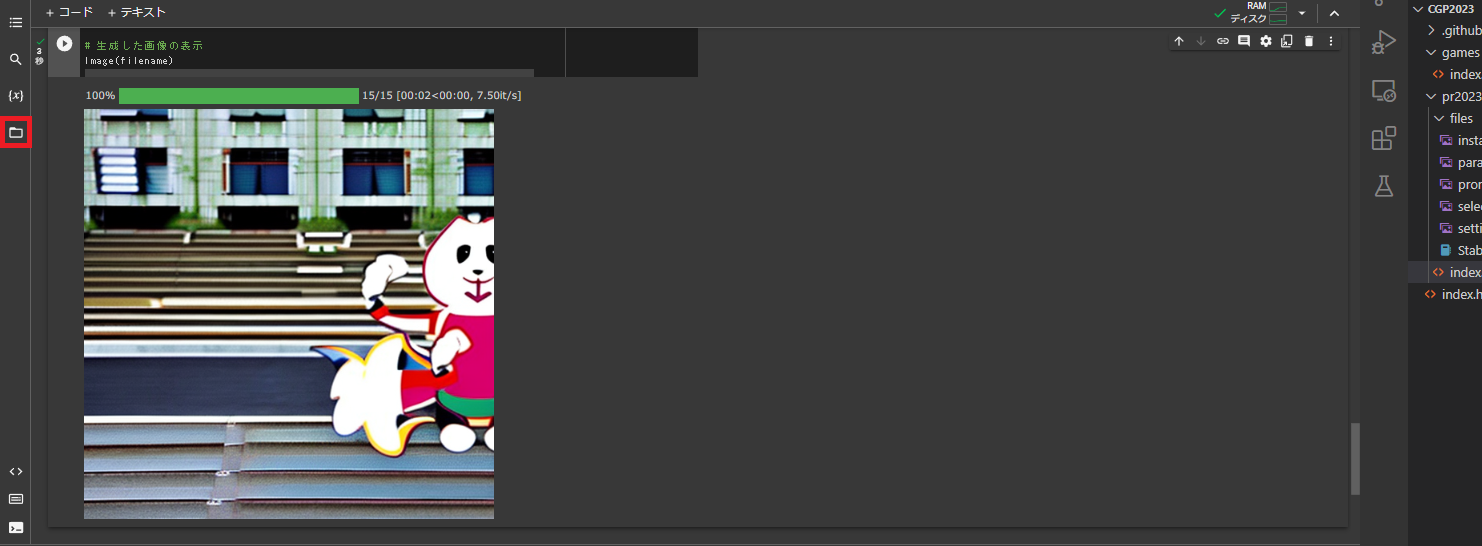 + コード + テキスト
RAM
ディスク
3
秒
# 生成した画像の表示
Image(filename)
{x}
100% 15/15 [00:02<00:00, 7.50it/s]
CGP2023
.github
games
index.
pr2023
files
insta
para
pron
selec
setti
Stab
index.
index.h